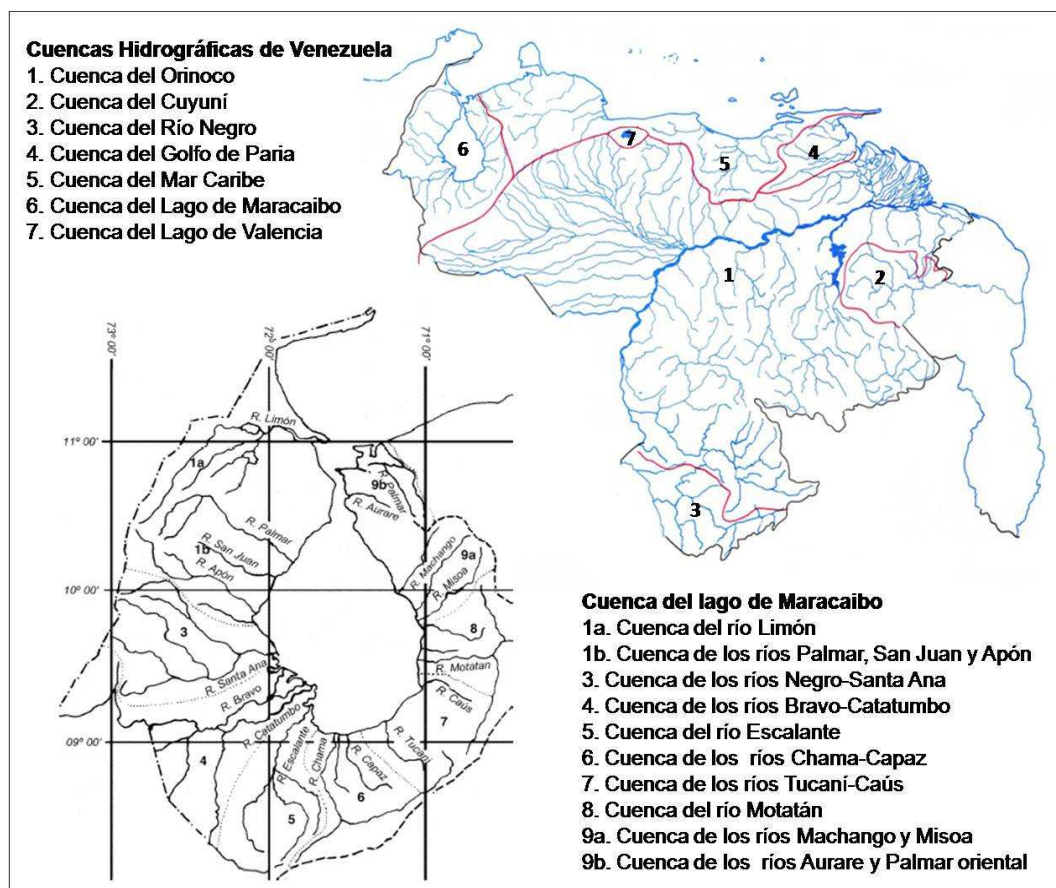 Cuencas Hidrográficas de Venezuela
1. Cuenca del Orinoco
2. Cuenca del Cuyuní
3. Cuenca del Río Negro
4. Cuenca del Golfo de Paria
5. Cuenca del Mar Caribe
6. Cuenca del Lago de Maracaibo
7. Cuenca del Lago de Valencia
6
7
5
4
1
2
3
73º 00'
72º 00'
71º 00'
11º 00'
10º 00'
09º 00'
R. Limón
1a
9b
R. Palmar
R. Aurare
R. Palmar
R. San Juan
1b
R. Apón
9a
R. Machango
R. Misoa
3
8
R. Santa Ana
R. Bravo
R. Motatan
R. Caús
7
R. Catatumbo
R. Escalante
R. Chama
R. Capaz
R. Tucani
4
6
5
Cuenca del lago de Maracaibo
1a. Cuenca del río Limón
1b. Cuenca de los ríos Palmar, San Juan y Apón
3. Cuenca de los ríos Negro-Santa Ana
4. Cuenca de los ríos Bravo-Catatumbo
5. Cuenca del río Escalante
6. Cuenca de los  ríos Chama-Capaz
7. Cuenca de los ríos Tucaní-Caús
8. Cuenca del río Motatán
9a. Cuenca de los ríos Machango y Misoa
9b. Cuenca de los  ríos Aurare y Palmar oriental